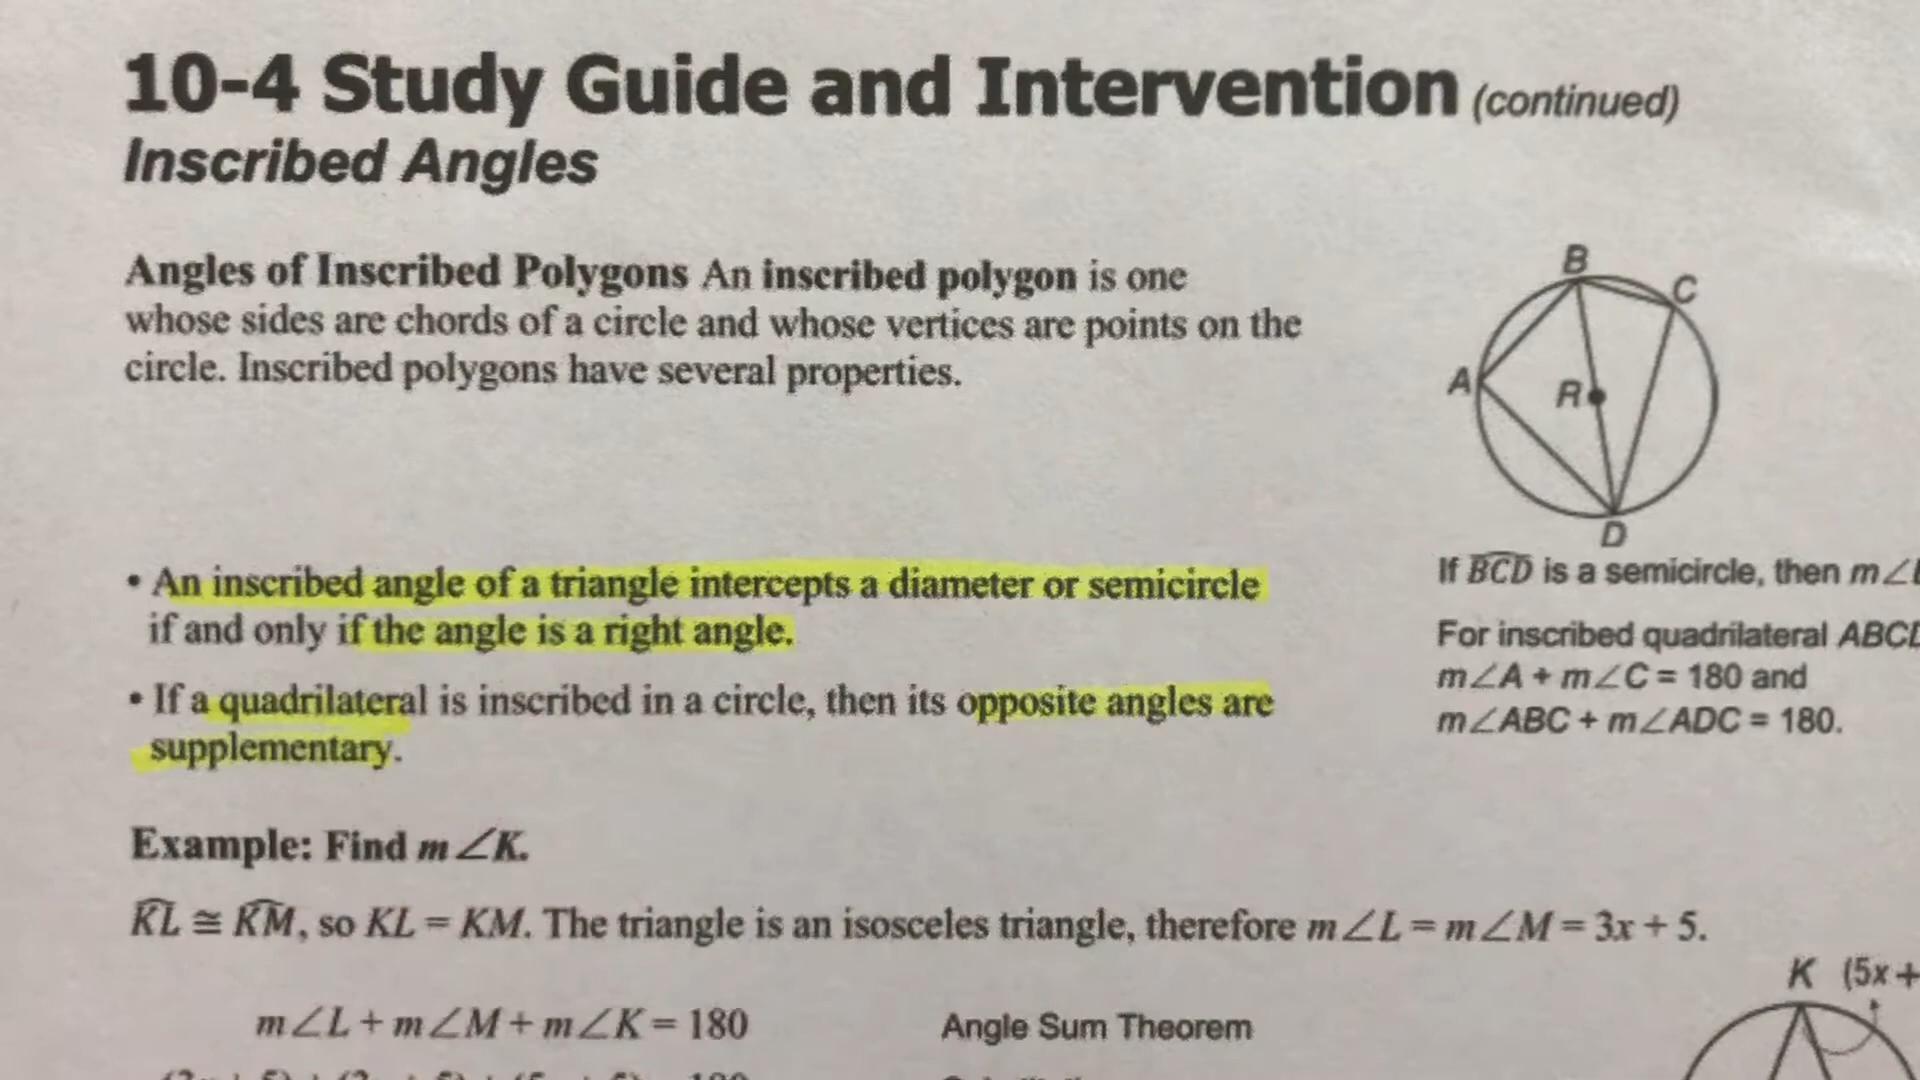 10-4 Study Guide and Intervention (continued)
Inscribed Angles
Angles of Inscribed Polygons An inscribed polygon is one
whose sides are chords of a circle and whose vertices are points on the
circle. Inscribed polygons have several properties.
B
C
A
R
D
• An inscribed angle of a triangle intercepts a diameter or semicircle
if and only if the angle is a right angle.
• If a quadrilateral is inscribed in a circle, then its opposite angles are
supplementary.
If BCD is a semicircle, then m∠
For inscribed quadrilateral ABCD
m∠A + m∠C = 180 and
m∠ABC + m∠ADC = 180.
Example: Find m∠K.
KL ≅ KM, so KL = KM. The triangle is an isosceles triangle, therefore m∠L = m∠M = 3x + 5.
K (5x +
m∠L + m∠M + m∠K = 180 Angle Sum Theorem